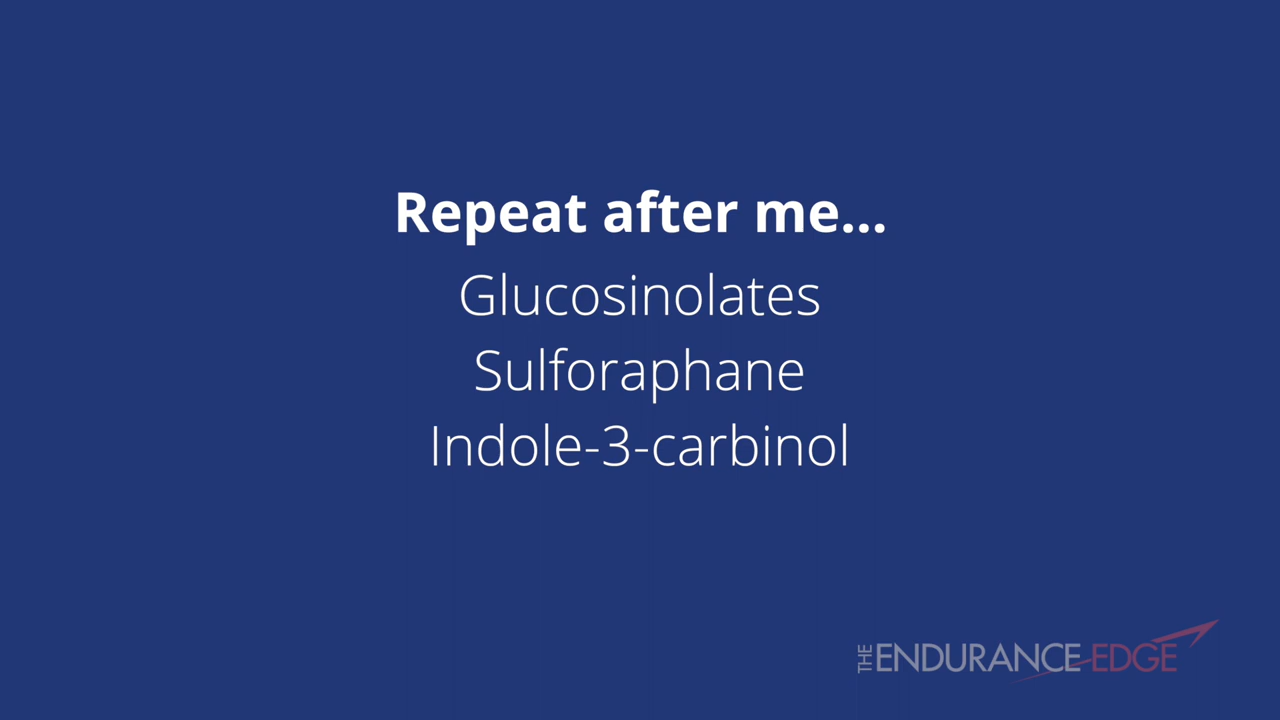 Repeat after me...
Glucosinolates
Sulforaphane
Indole-3-carbinol
THE ENDURANCE EDGE